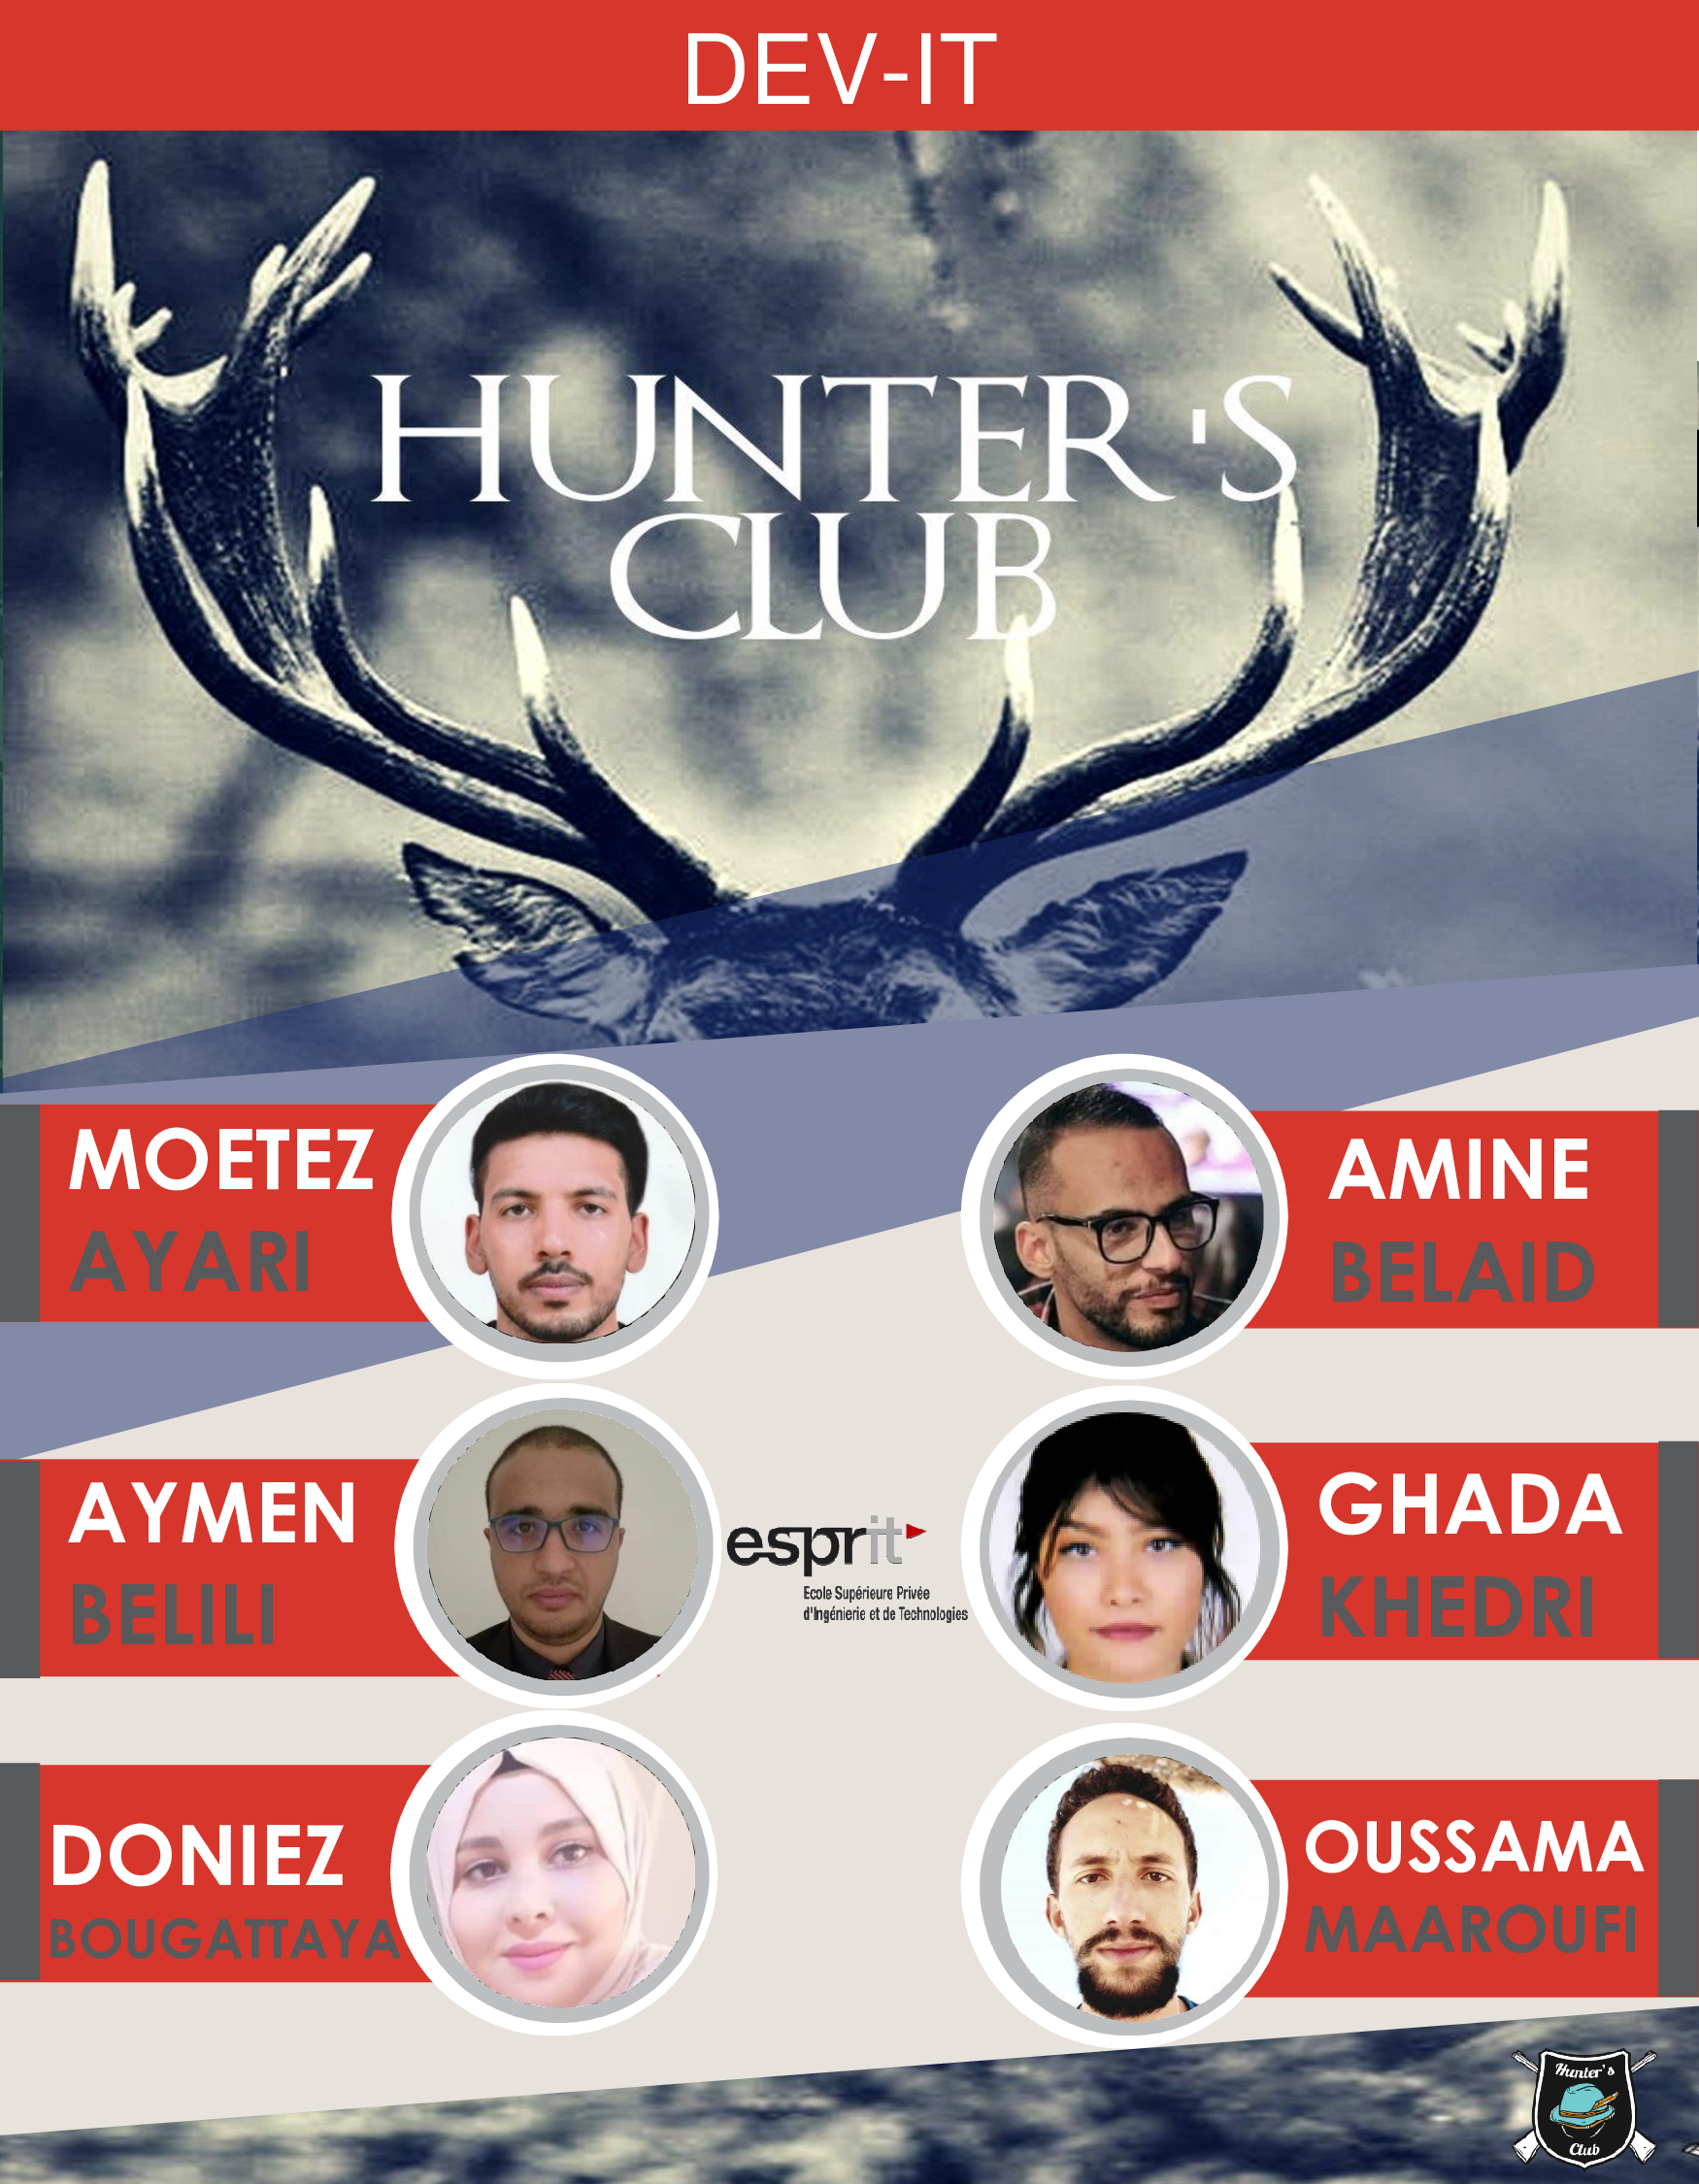 DEV-IT
HUNTER'S
CLUB
MOETEZ
AYARI
AMINE
BELAID
AYMEN
BELILI
esprit
Ecole Supérieure Privée
d'Ingénierie et de Technologies
GHADA
KHEDRI
DONIEZ
BOUGATTAYA
OUSSAMA
MAAROUFI
Hunter's
Club